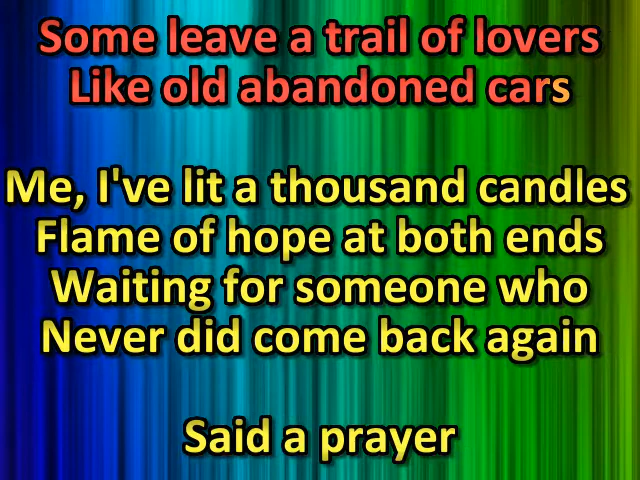 Some leave a trail of lovers
Like old abandoned cars
Me, I've lit a thousand candles
Flame of hope at both ends
Waiting for someone who
Never did come back again
Said a prayer